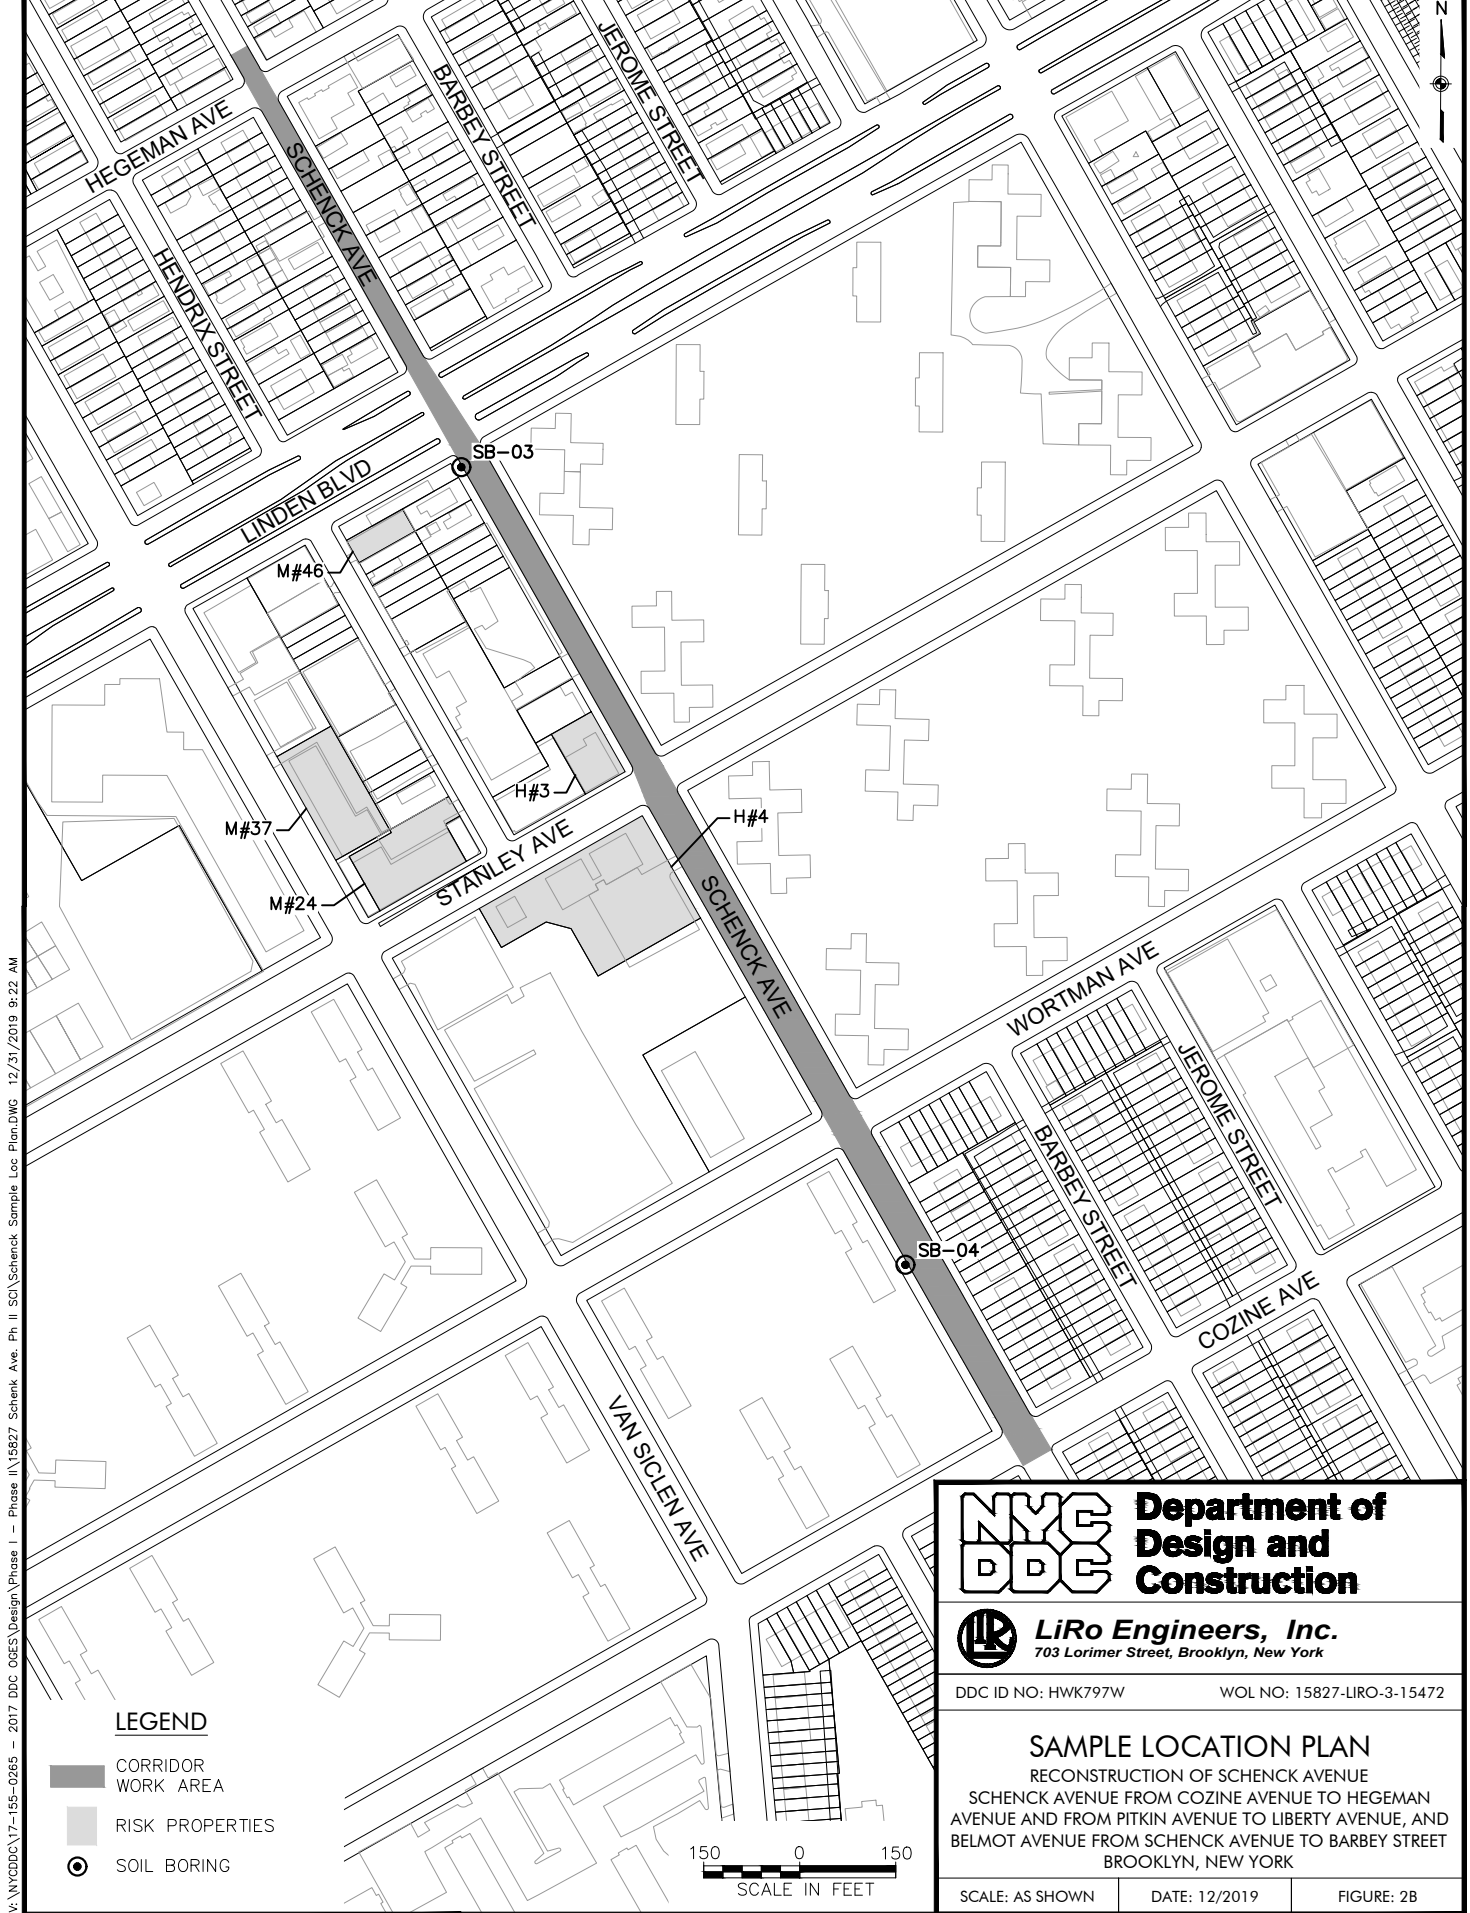 N
HEGEMAN AVE
SCHENCK AVE
BARBEY STREET
JEROME STREET
HENDRIX STREET
LINDEN BLVD
SB-03
M#46
H#3
M#37
H#4
STANLEY AVE
M#24
SCHENCK AVE
WORTMAN AVE
JEROME STREET
BARBEY STREET
SB-04
COZINE AVE
VAN SICLEN AVE
V:\NYCDDC\17-155-0265 - 2017 DDC OGES\Design\Phase I - Phase II\15827 Schenk Ave. Ph II SCI\Schenck Sample Loc Plan.DWG 12/31/2019 9:22 AM
LEGEND
CORRIDOR
WORK AREA
RISK PROPERTIES
SOIL BORING
150 0 150
SCALE IN FEET
NYC
DDC
Department of
Design and
Construction
LiRo
LiRo Engineers, Inc.
703 Lorimer Street, Brooklyn, New York
DDC ID NO: HWK797W WOL NO: 15827-LIRO-3-15472
SAMPLE LOCATION PLAN
RECONSTRUCTION OF SCHENCK AVENUE
SCHENCK AVENUE FROM COZINE AVENUE TO HEGEMAN
AVENUE AND FROM PITKIN AVENUE TO LIBERTY AVENUE, AND
BELMOT AVENUE FROM SCHENCK AVENUE TO BARBEY STREET
BROOKLYN, NEW YORK
SCALE: AS SHOWN DATE: 12/2019 FIGURE: 2B